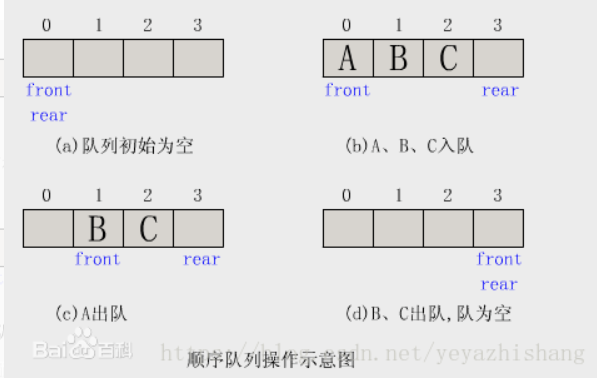 0 1 2 3
front
rear
(a)队列初始为空
0 1 2 3
A B C
front rear
(b)A、B、C入队
0 1 2 3
B C
front rear
(c)A出队
0 1 2 3
front
rear
(d)B、C出队,队为空
Bai百科
顺序队列操作示意图
https://blog.csdn.net/yeyazhishang